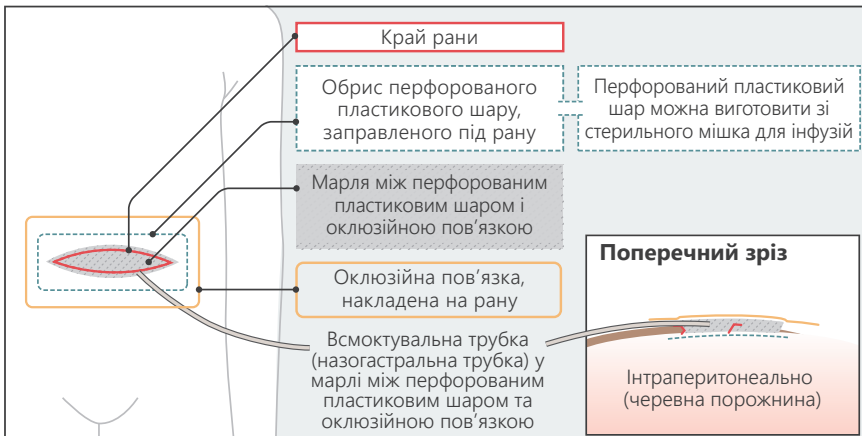 Край рани
Обрис перфорованого
пластикового шару,
заправленого під рану
Перфорований пластиковий
шар можна виготовити зі
стерильного мішка для інфузій
Марля між перфорованим
пластиковим шаром і
оклюзійною пов’язкою
Оклюзійна пов’язка,
накладена на рану
Всмоктувальна трубка
(назогастральна трубка) у
марлі між перфорованим
пластиковим шаром та
оклюзійною пов’язкою
Поперечний зріз
Інтраперитонеально
(черевна порожнина)